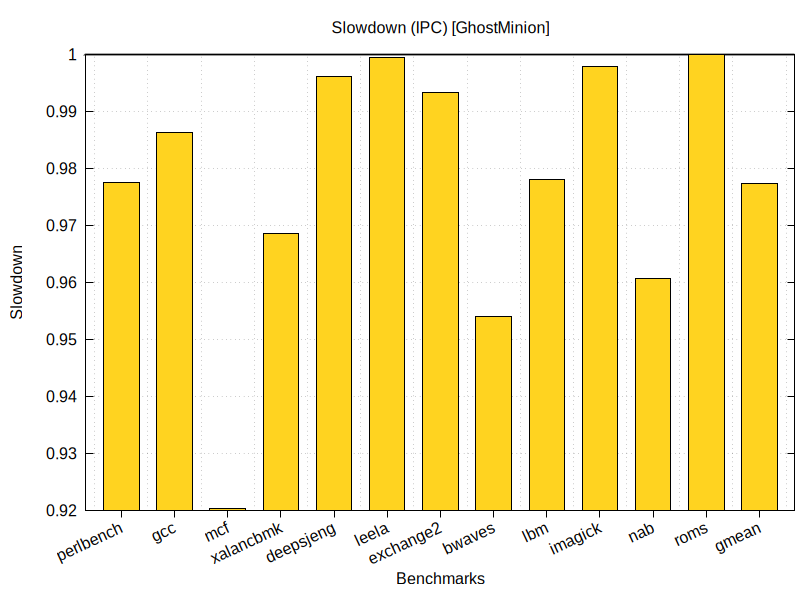 Slowdown (IPC) [GhostMinion]
1
0.99
0.98
0.97
0.96
0.95
0.94
0.93
0.92
Slowdown
perlbench
gcc
mcf
xalancbmk
deepsjeng
leela
exchange2
bwaves
lbm
imagick
nab
roms
gmean
Benchmarks